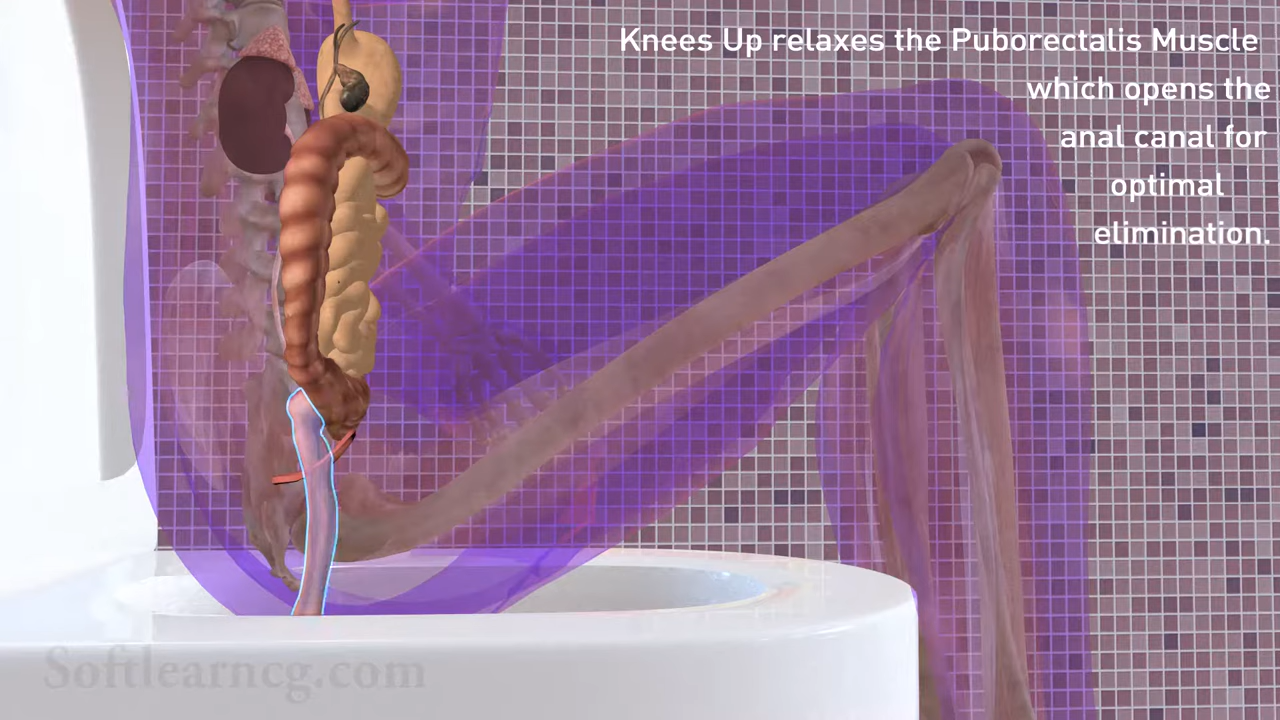 Knees Up relaxes the Puborectalis Muscle
which opens the
anal canal for
optimal
elimination.
Softlearncg.com